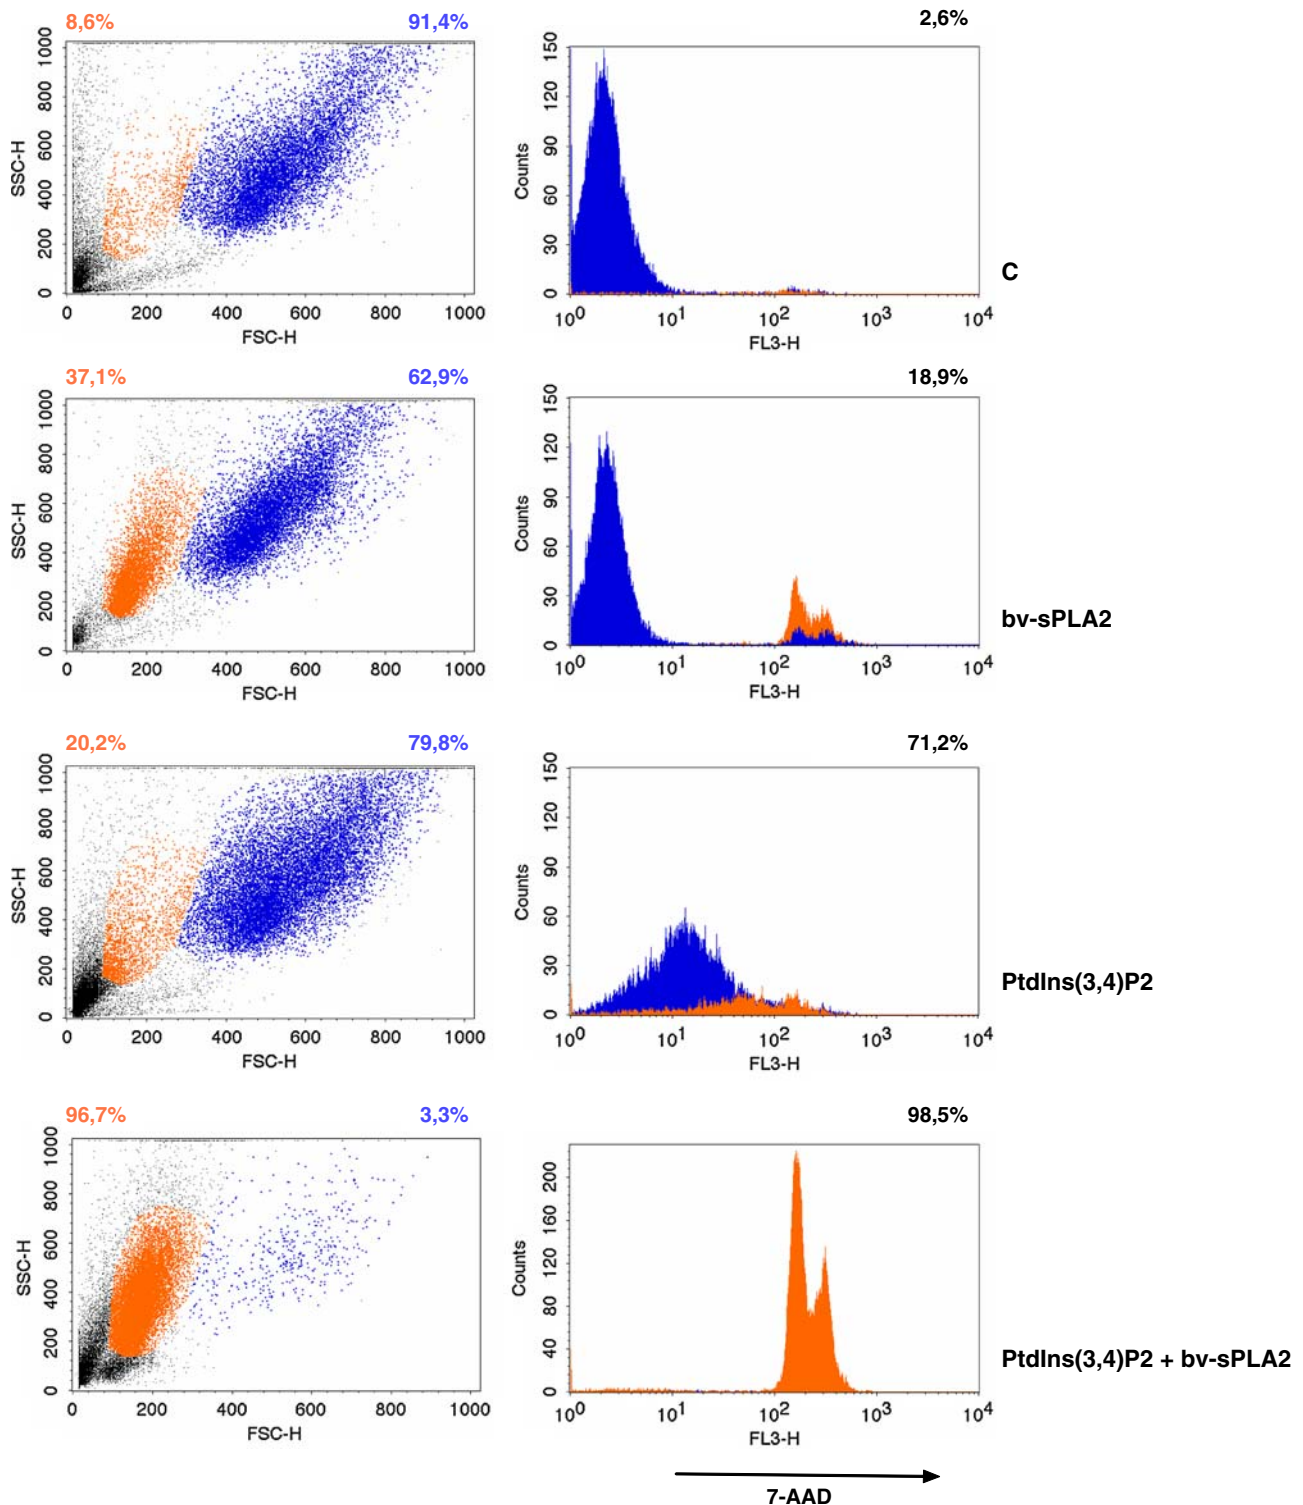 8,6% 91,4% 2,6%
SSC-H
1000
800
600
400
200
0
0 200 400 600 800 1000
FSC-H
Counts
150
120
90
60
30
0
10^0 10^1 10^2 10^3 10^4
FL3-H
C
37,1% 62,9% 18,9%
SSC-H
1000
800
600
400
200
0
0 200 400 600 800 1000
FSC-H
Counts
150
120
90
60
30
0
10^0 10^1 10^2 10^3 10^4
FL3-H
bv-sPLA2
20,2% 79,8% 71,2%
SSC-H
1000
800
600
400
200
0
0 200 400 600 800 1000
FSC-H
Counts
150
120
90
60
30
0
10^0 10^1 10^2 10^3 10^4
FL3-H
PtdIns(3,4)P2
96,7% 3,3% 98,5%
SSC-H
1000
800
600
400
200
0
0 200 400 600 800 1000
FSC-H
Counts
200
160
120
80
40
0
10^0 10^1 10^2 10^3 10^4
FL3-H
PtdIns(3,4)P2 + bv-sPLA2
7-AAD